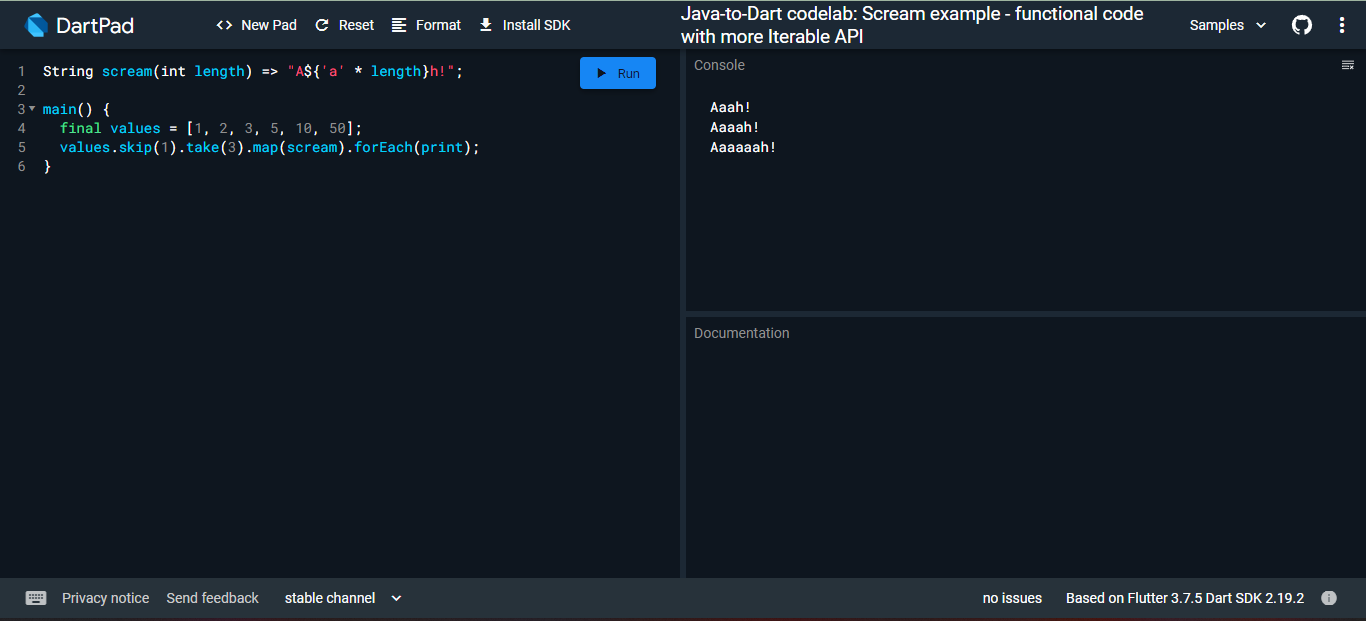 DartPad
New Pad
Reset
Format
Install SDK
Java-to-Dart codelab: Scream example - functional code
with more Iterable API
Samples
1 String scream(int length) => "A${'a' * length}h!";
2
3 main() {
4   final values = [1, 2, 3, 5, 10, 50];
5   values.skip(1).take(3).map(scream).forEach(print);
6 }
Run
Console
Aaah!
Aaaah!
Aaaaaah!
Documentation
Privacy notice
Send feedback
stable channel
no issues
Based on Flutter 3.7.5 Dart SDK 2.19.2